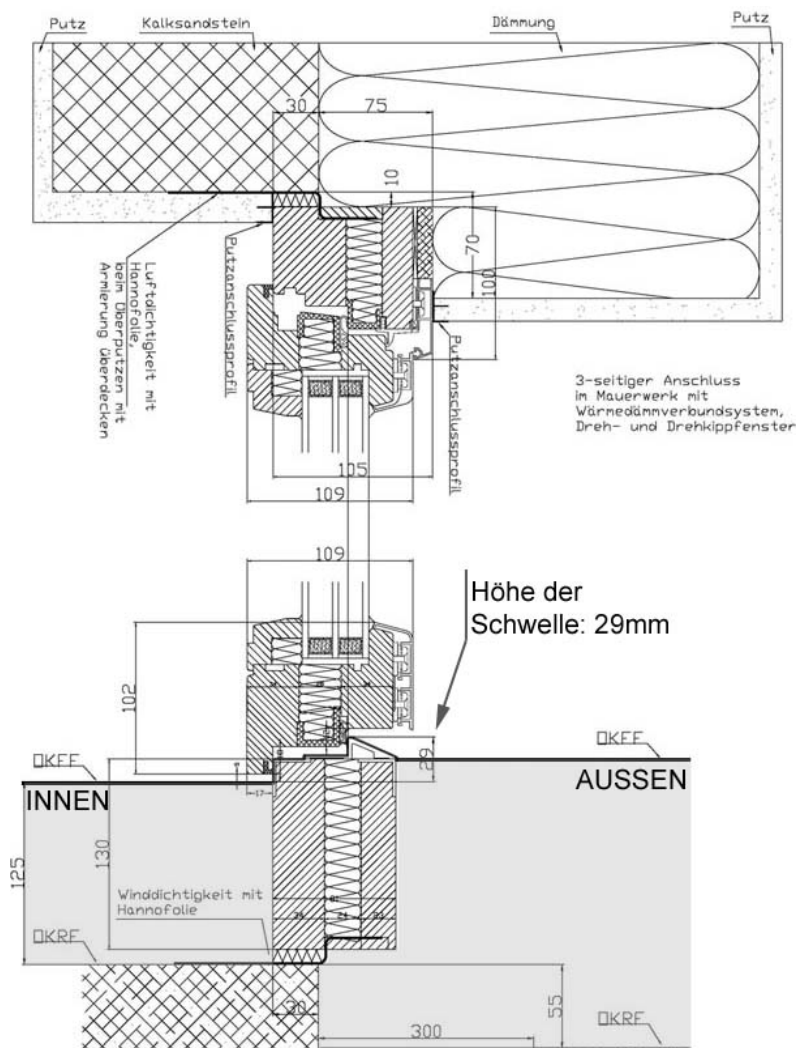 Putz
Kalksandstein
Dämmung
Putz
30
75
10
70
100
Luftdichtigkeit mit
Hannofolie,
beim Überputzen mit
Armierung überdecken
Putzanschlussprofil
Putzanschlussprofil
3-seitiger Anschluss
im Mauerwerk mit
Wärmedämmverbundsystem,
Dreh- und Drehkippfenster
105
109
109
Höhe der
Schwelle: 29mm
102
OKFF
OKFF
29
INNEN
AUSSEN
17
125
130
Winddichtigkeit mit
Hannofolie
OKRF
30
300
55
OKRF